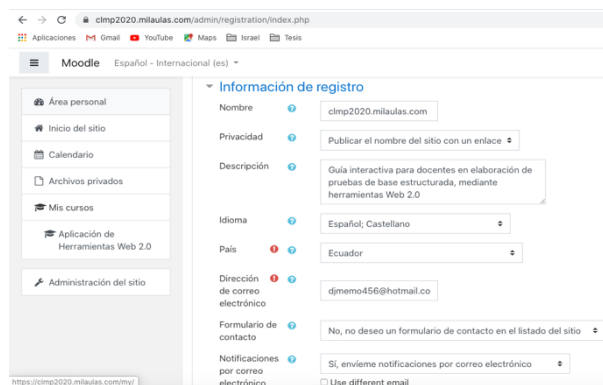 clmp2020.milaulas.com/admin/registration/index.php
Aplicaciones Gmail YouTube Maps Israel Tesis
Moodle Español - Internacional (es)
Área personal
Inicio del sitio
Calendario
Archivos privados
Mis cursos
Aplicación de
Herramientas Web 2.0
Administración del sitio
Información de registro
Nombre
clmp2020.milaulas.com
Privacidad
Publicar el nombre del sitio con un enlace
Descripción
Guía interactiva para docentes en elaboración de
pruebas de base estructurada, mediante
herramientas Web 2.0
Idioma
Español; Castellano
País
Ecuador
Dirección
de correo
electrónico
djmemo456@hotmail.co
Formulario de
contacto
No, no deseo un formulario de contacto en el listado del sitio
Notificaciones
por correo
electrónico
Sí, envíeme notificaciones por correo electrónico
Use different email
https://clmp2020.milaulas.com/my/